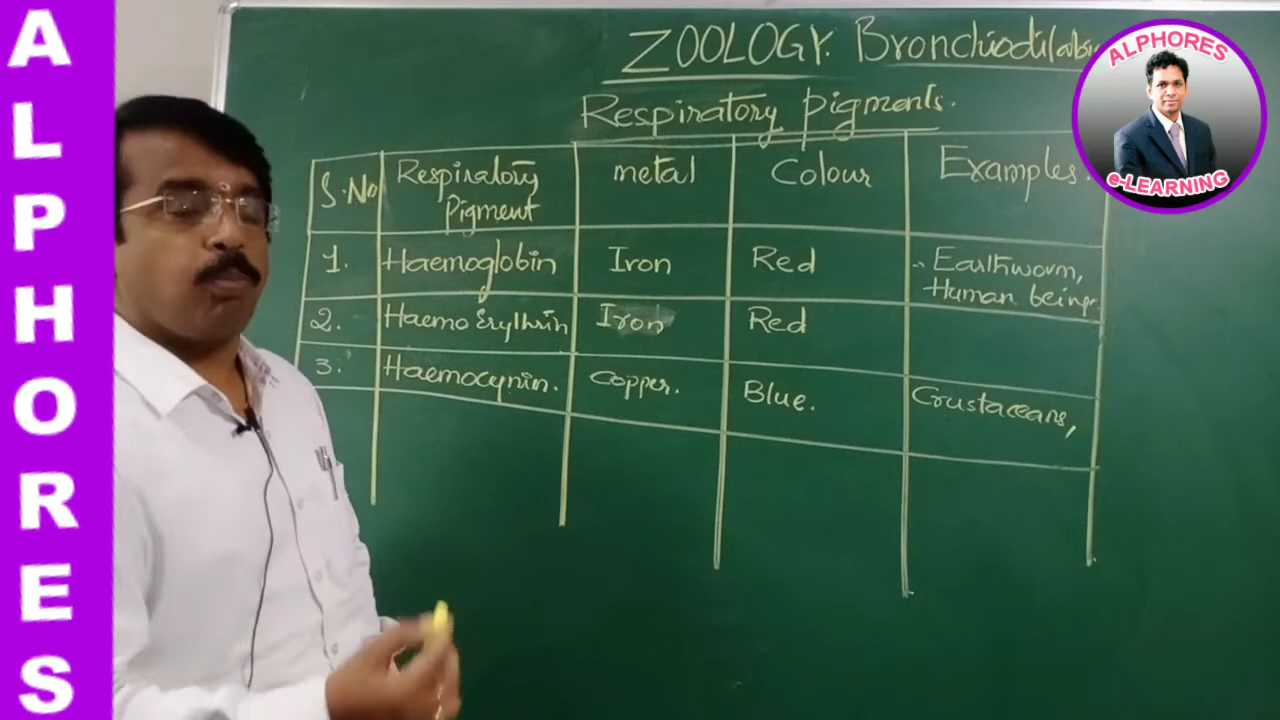 ALPHORES
ZOOLOGY. Bronchiodilat
ALPHORES
e-LEARNING
Respiratory pigments.
S.No Respiratory Pigment metal Colour Examples.
1. Haemoglobin Iron Red Earthworm, Human beings.
2. Haemo Erythrin Iron Red
3. Haemocynin. Copper. Blue. Crustaceans,